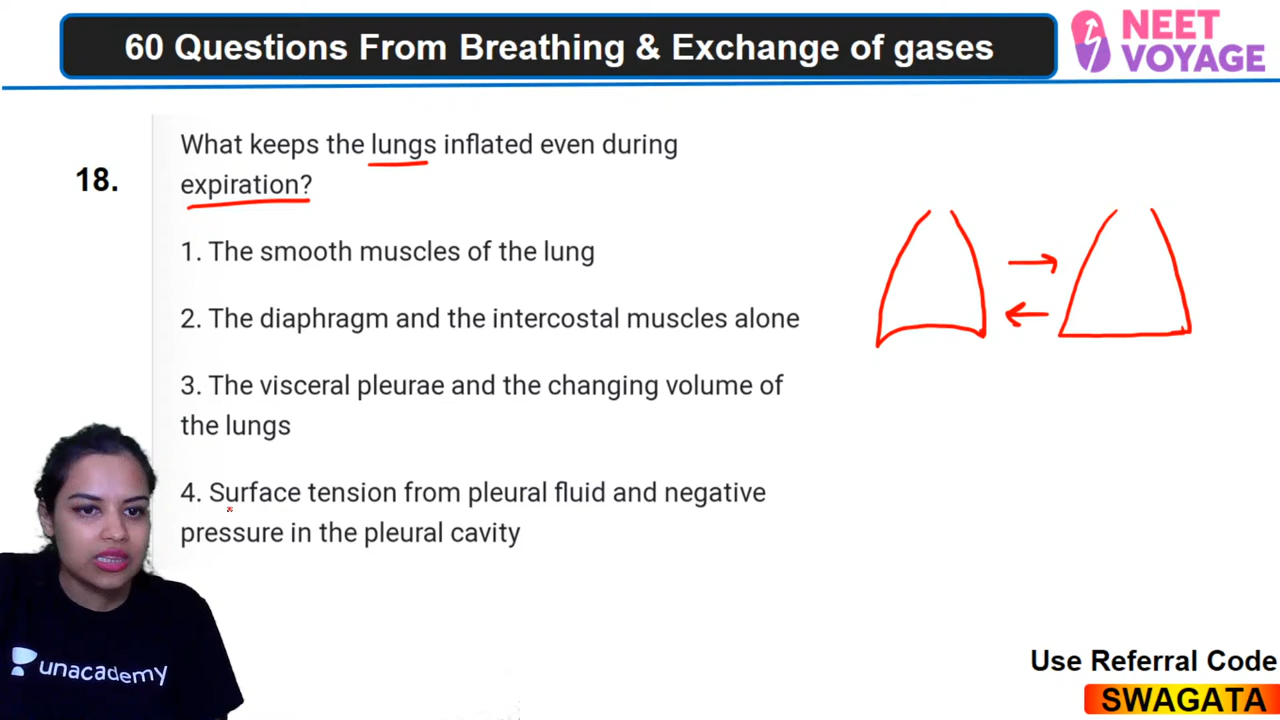 60 Questions From Breathing & Exchange of gases
NEET
VOYAGE
18.
What keeps the lungs inflated even during
expiration?
1. The smooth muscles of the lung
2. The diaphragm and the intercostal muscles alone
3. The visceral pleurae and the changing volume of
the lungs
4. Surface tension from pleural fluid and negative
pressure in the pleural cavity
unacademy
Use Referral Code
SWAGATA